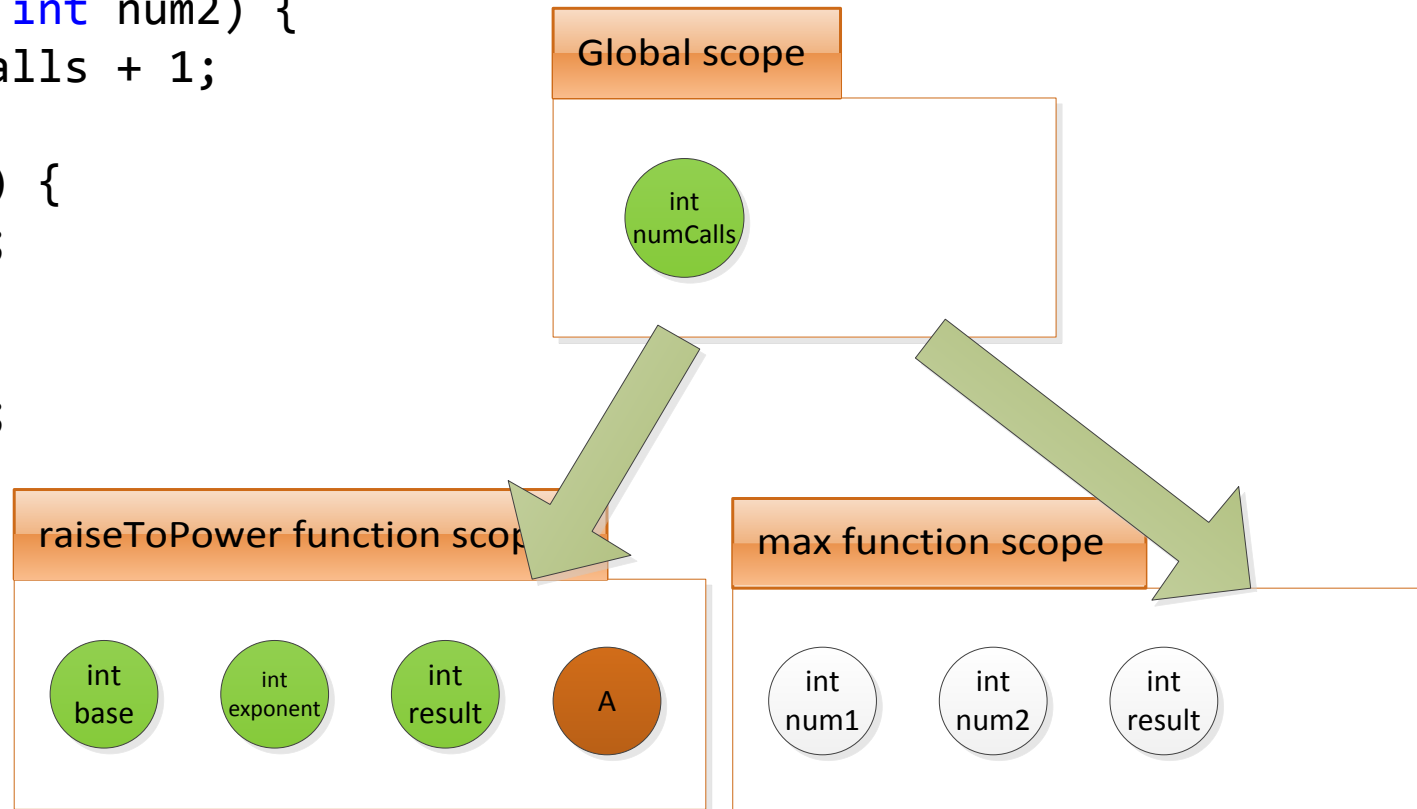 int num2) {
alls + 1;
) {
;
;
Global scope
int
numCalls
raiseToPower function scop
int
base
int
exponent
int
result
A
max function scope
int
num1
int
num2
int
result